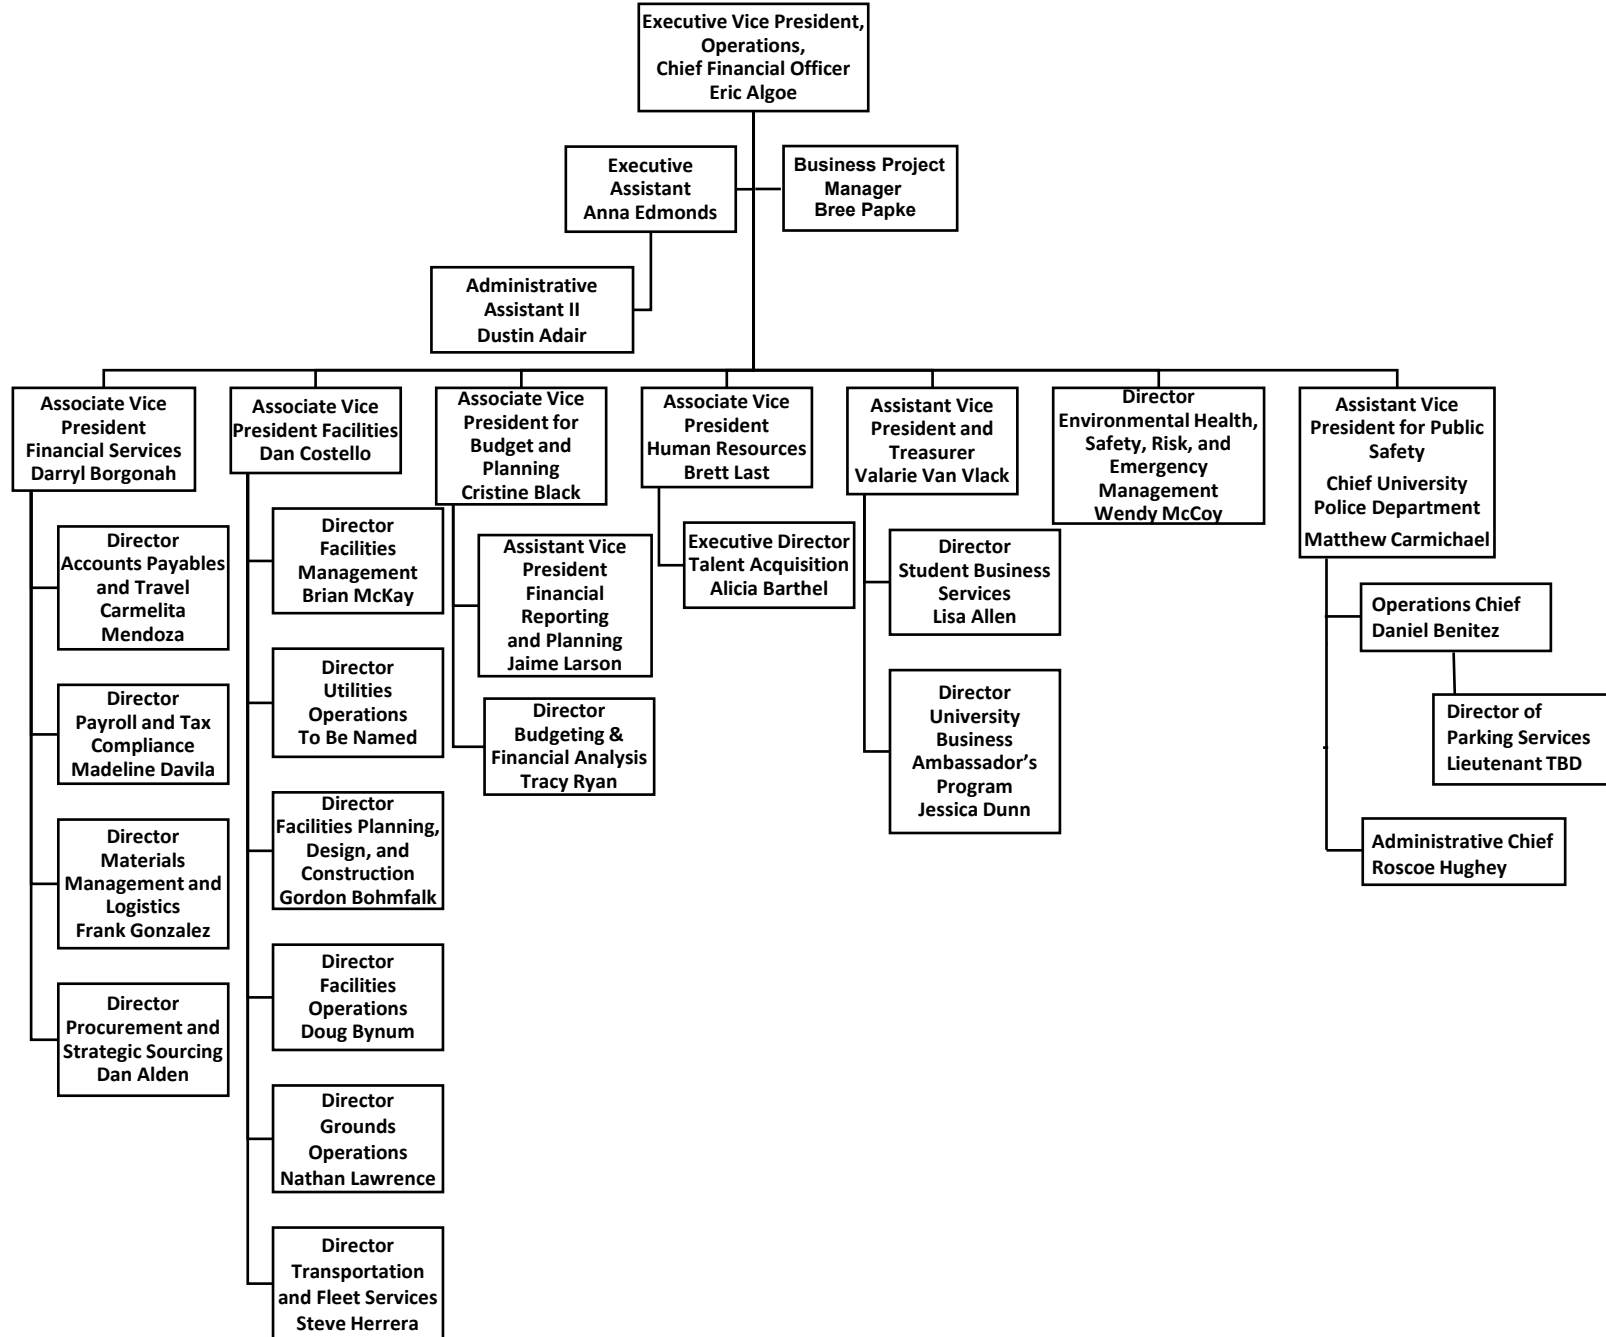 Executive Vice President,
Operations,
Chief Financial Officer
Eric Algoe
Executive
Assistant
Anna Edmonds
Business Project
Manager
Bree Papke
Administrative
Assistant II
Dustin Adair
Associate Vice
President
Financial Services
Darryl Borgonah
Director
Accounts Payables
and Travel
Carmelita
Mendoza
Director
Payroll and Tax
Compliance
Madeline Davila
Director
Materials
Management and
Logistics
Frank Gonzalez
Director
Procurement and
Strategic Sourcing
Dan Alden
Associate Vice
President Facilities
Dan Costello
Director
Facilities
Management
Brian McKay
Director
Utilities
Operations
To Be Named
Director
Facilities Planning,
Design, and
Construction
Gordon Bohmfalk
Director
Facilities
Operations
Doug Bynum
Director
Grounds
Operations
Nathan Lawrence
Director
Transportation
and Fleet Services
Steve Herrera
Associate Vice
President for
Budget and
Planning
Cristine Black
Assistant Vice
President
Financial
Reporting
and Planning
Jaime Larson
Director
Budgeting &
Financial Analysis
Tracy Ryan
Associate Vice
President
Human Resources
Brett Last
Executive Director
Talent Acquisition
Alicia Barthel
Assistant Vice
President and
Treasurer
Valarie Van Vlack
Director
Student Business
Services
Lisa Allen
Director
University
Business
Ambassador’s
Program
Jessica Dunn
Director
Environmental Health,
Safety, Risk, and
Emergency
Management
Wendy McCoy
Assistant Vice
President for Public
Safety
Chief University
Police Department
Matthew Carmichael
Operations Chief
Daniel Benitez
Director of
Parking Services
Lieutenant TBD
Administrative Chief
Roscoe Hughey